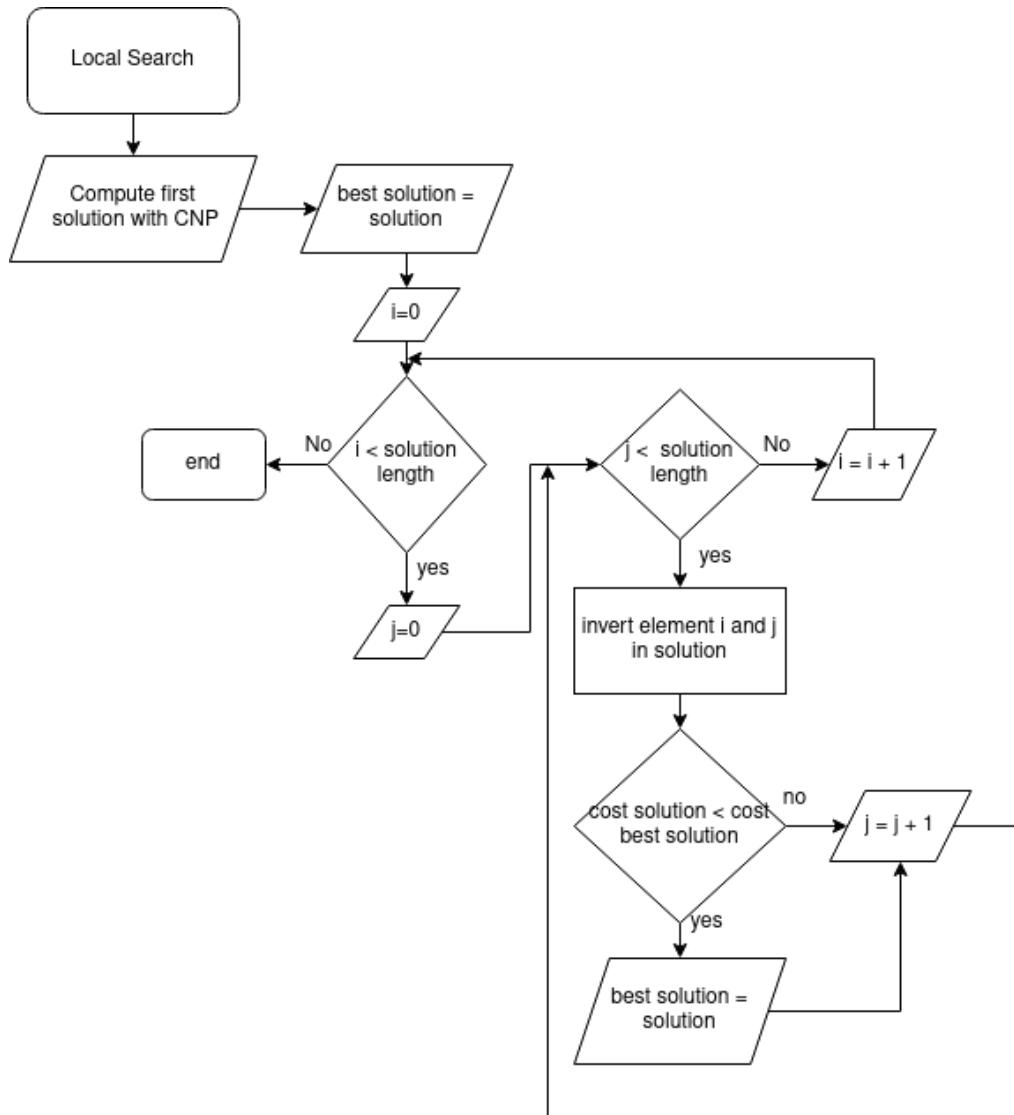 Local Search
Compute first
solution with CNP
best solution =
solution
i=0
i < solution
length
No
end
yes
j=0
j < solution
length
No
i = i + 1
yes
invert element i and j
in solution
cost solution < cost
best solution
no
j = j + 1
yes
best solution =
solution